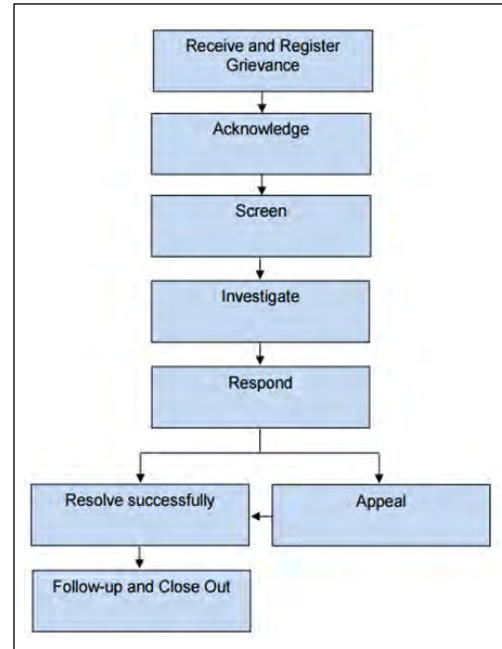 Receive and Register
Grievance
Acknowledge
Screen
Investigate
Respond
Resolve successfully
Appeal
Follow-up and Close Out